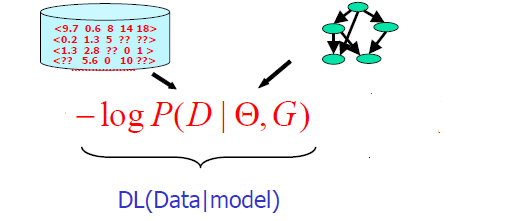 <9.7 0.6 8 14 18>
<0.2 1.3 5 ?? ??>
<1.3 2.8 ?? 0 1 >
<?? 5.6 0 10 ??>
−log P(D | Θ, G)
DL(Data|model)